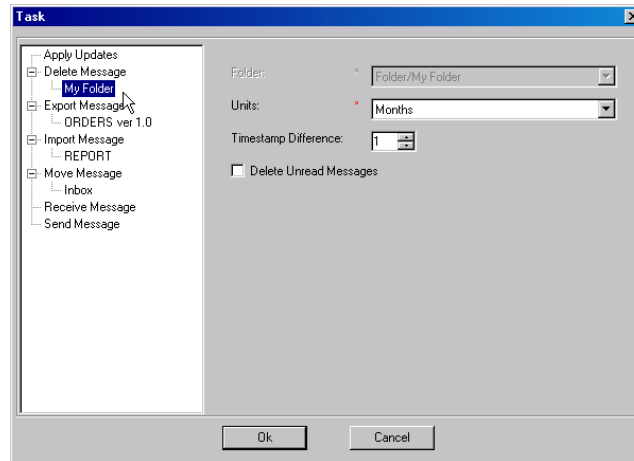 Task
Apply Updates
Delete Message
My Folder
Export Message
ORDERS ver 1.0
Import Message
REPORT
Move Message
Inbox
Receive Message
Send Message
Folder: * Folder/My Folder
Units: * Months
Timestamp Difference: 1
Delete Unread Messages
Ok Cancel